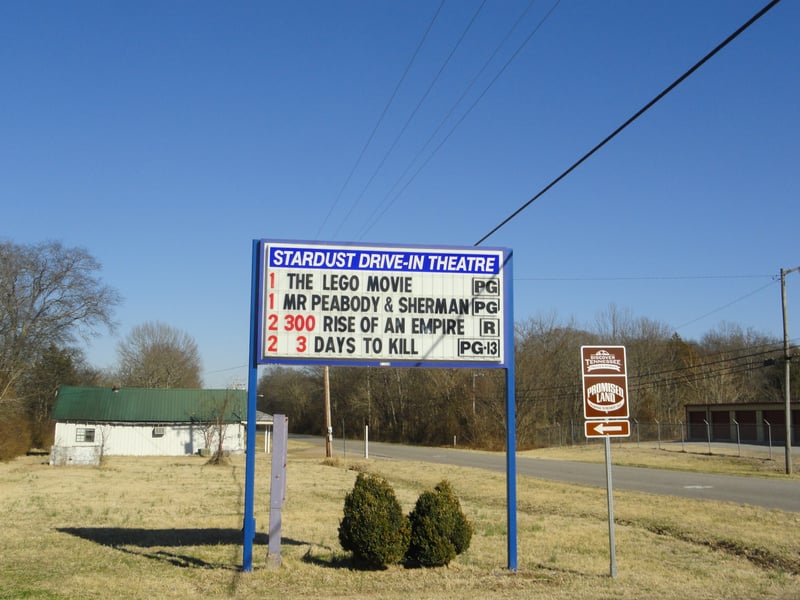 STARDUST DRIVE-IN THEATRE
1 THE LEGO MOVIE PG
1 MR PEABODY & SHERMAN PG
2 300 RISE OF AN EMPIRE R
2 3 DAYS TO KILL PG-13
DISCOVER
TENNESSEE
PROMISED
LAND